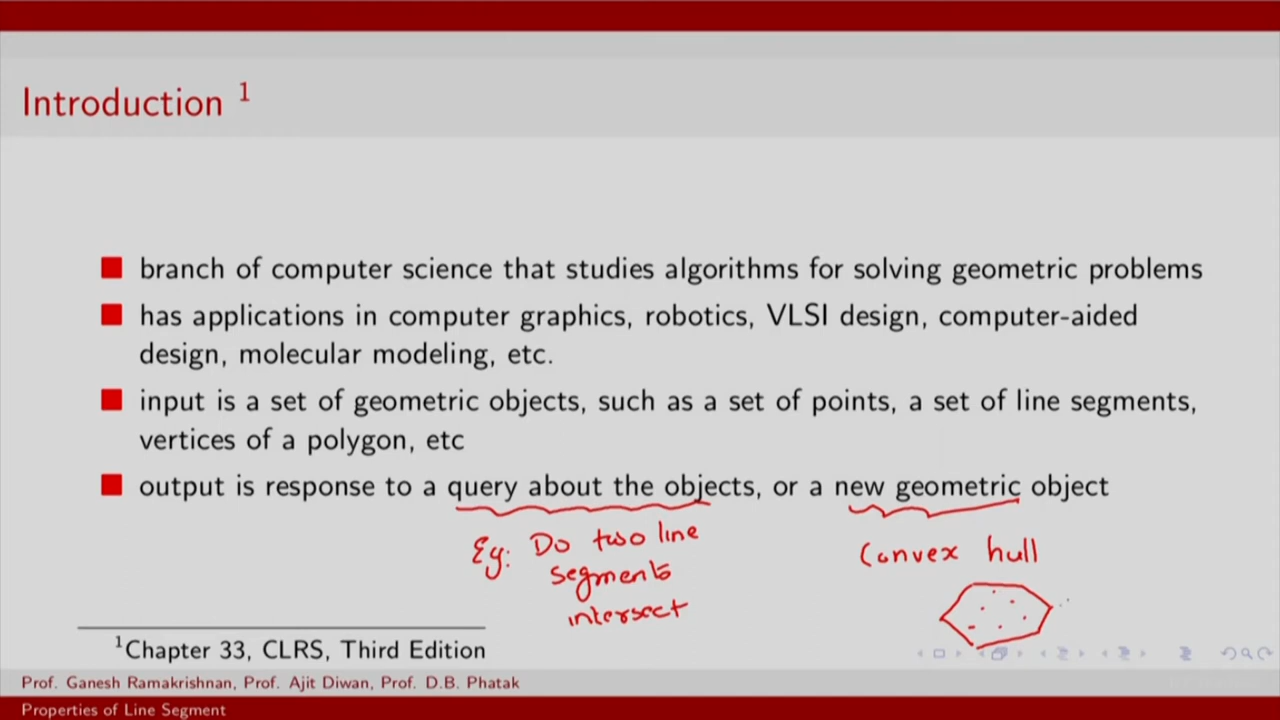 Introduction 1
branch of computer science that studies algorithms for solving geometric problems
has applications in computer graphics, robotics, VLSI design, computer-aided
design, molecular modeling, etc.
input is a set of geometric objects, such as a set of points, a set of line segments,
vertices of a polygon, etc
output is response to a query about the objects, or a new geometric object
Eg: Do two line
segments
intersect
Convex hull
1Chapter 33, CLRS, Third Edition
Prof. Ganesh Ramakrishnan, Prof. Ajit Diwan, Prof. D.B. Phatak
Properties of Line Segment